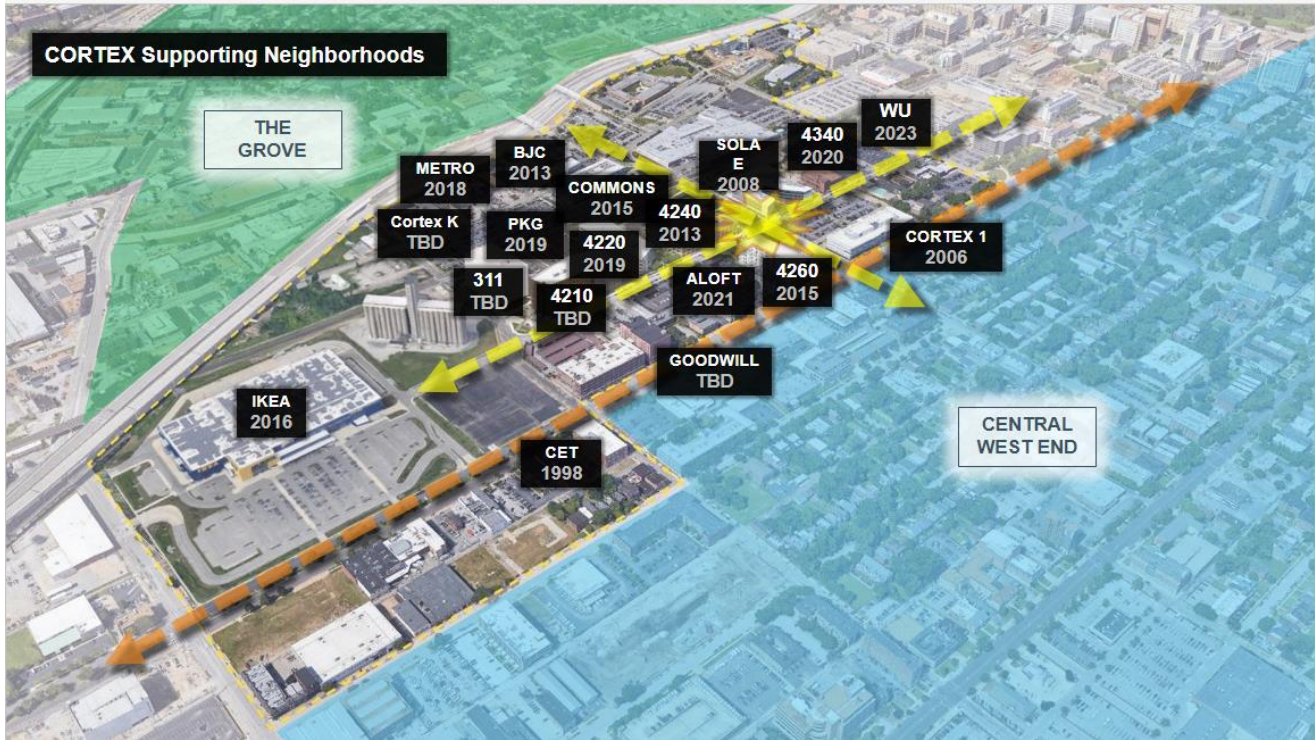 CORTEX Supporting Neighborhoods
THE
GROVE
WU
2023
4340
2020
SOLA
E
2008
BJC
2013
METRO
2018
COMMONS
2015
4240
2013
Cortex K
TBD
PKG
2019
4220
2019
CORTEX 1
2006
311
TBD
4210
TBD
ALOFT
2021
4260
2015
GOODWILL
TBD
IKEA
2016
CENTRAL
WEST END
CET
1998